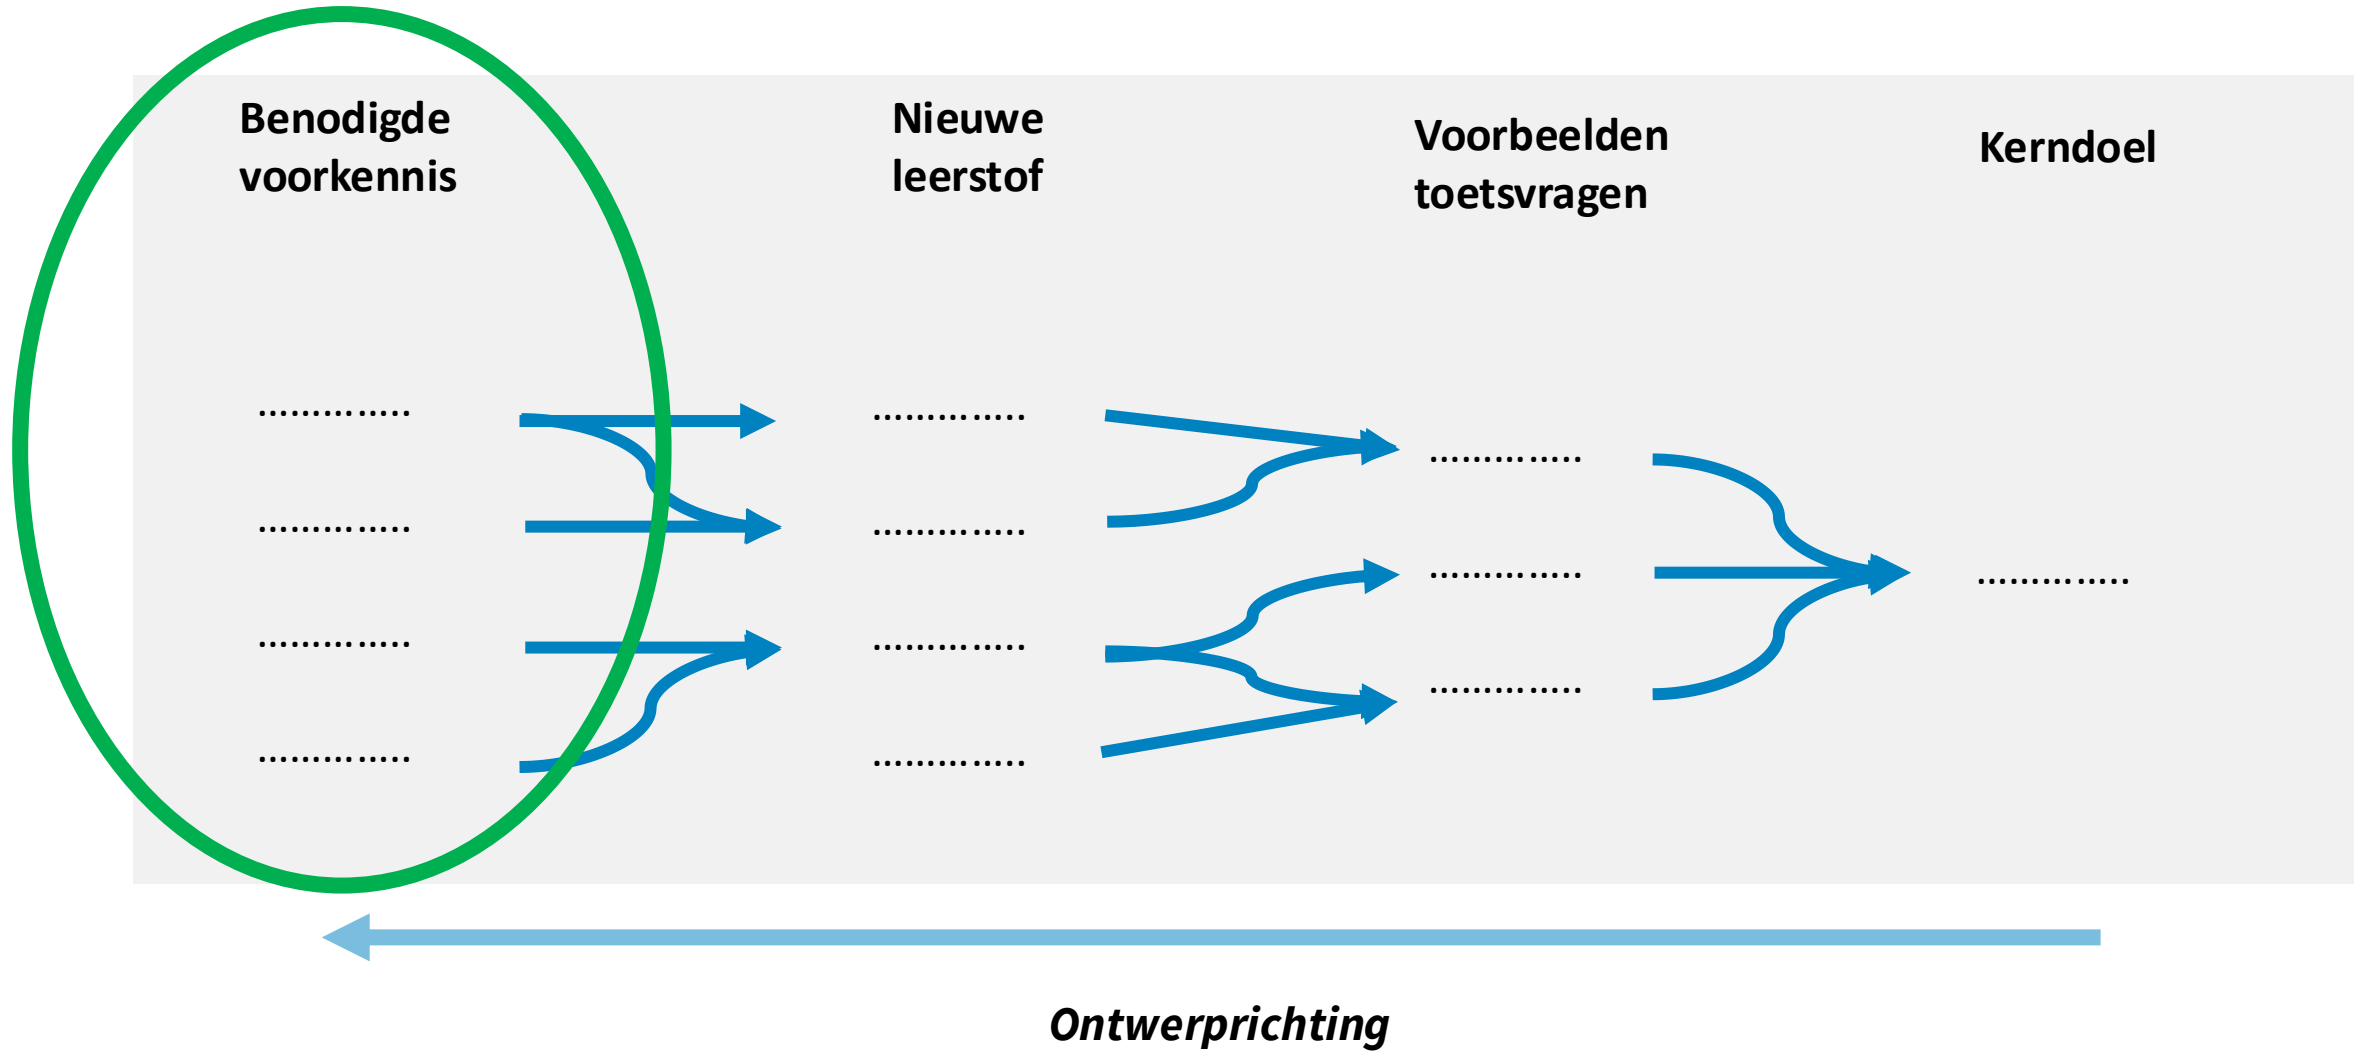 Benodigde
voorkennis
Nieuwe
leerstof
Voorbeelden
toetsvragen
Kerndoel
…………..
…………..
…………..
…………..
…………..
…………..
…………..
…………..
…………..
…………..
…………..
…………..
Ontwerprichting